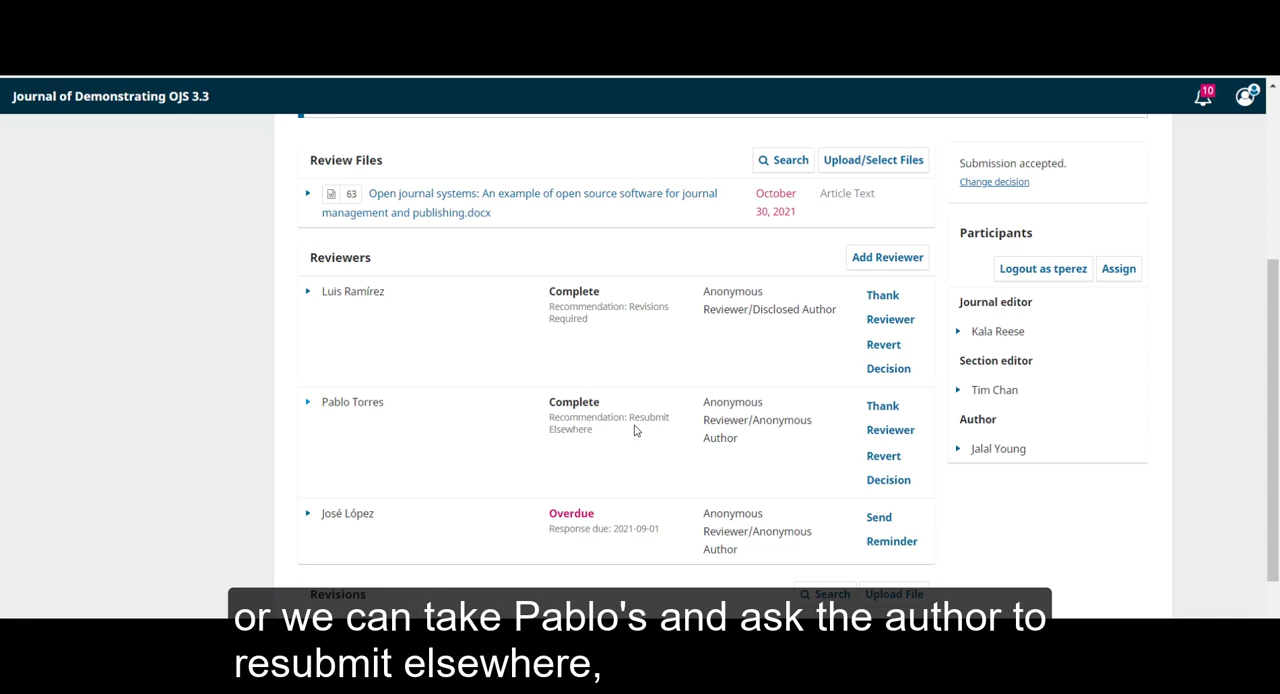 Journal of Demonstrating OJS 3.3
10
Review Files
Search
Upload/Select Files
63
Open journal systems: An example of open source software for journal
management and publishing.docx
October
30, 2021
Article Text
Reviewers
Add Reviewer
Luis Ramírez
Complete
Recommendation: Revisions
Required
Anonymous
Reviewer/Disclosed Author
Thank
Reviewer
Revert
Decision
Pablo Torres
Complete
Recommendation: Resubmit
Elsewhere
Anonymous
Reviewer/Anonymous
Author
Thank
Reviewer
Revert
Decision
José López
Overdue
Response due: 2021-09-01
Anonymous
Reviewer/Anonymous
Author
Send
Reminder
Revisions
Search
Upload File
Submission accepted.
Change decision
Participants
Logout as tperez
Assign
Journal editor
Kala Reese
Section editor
Tim Chan
Author
Jalal Young
or we can take Pablo's and ask the author to
resubmit elsewhere,